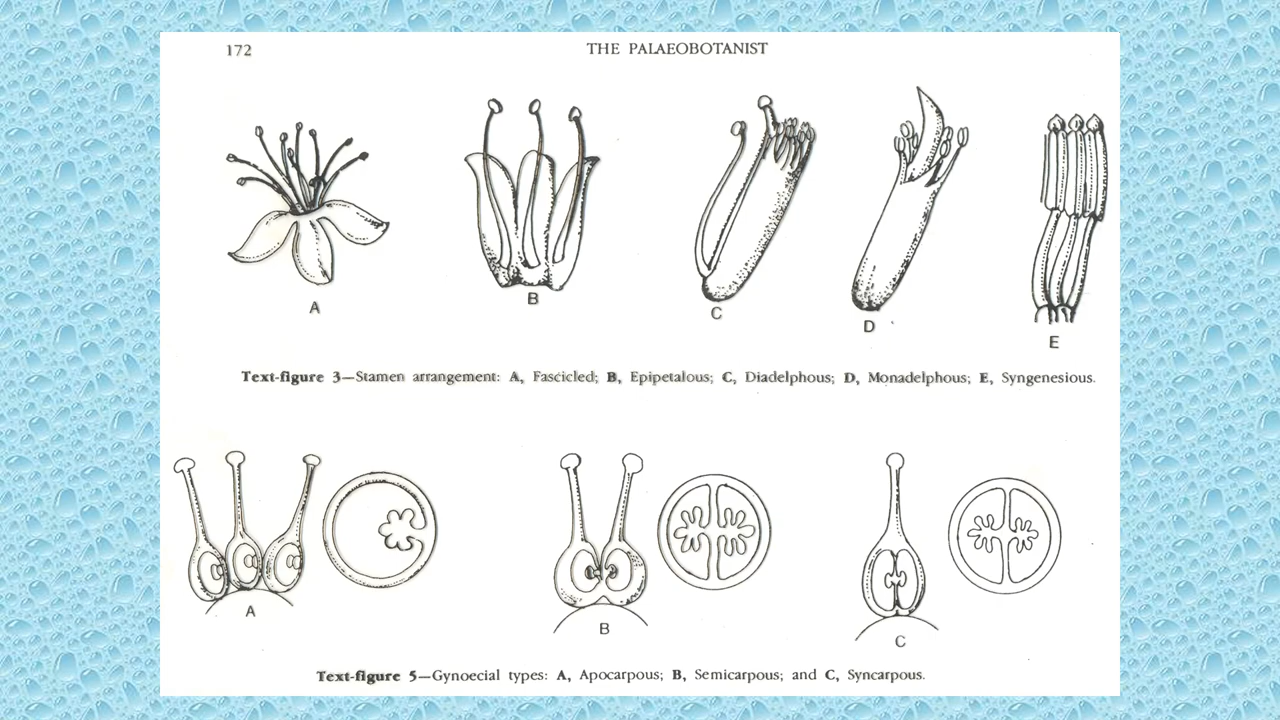 172 THE PALAEOBOTANIST
A B C D E
Text-figure 3—Stamen arrangement: A, Fascicled; B, Epipetalous; C, Diadelphous; D, Monadelphous; E, Syngenesious.
A B C
Text-figure 5—Gynoecial types: A, Apocarpous; B, Semicarpous; and C, Syncarpous.